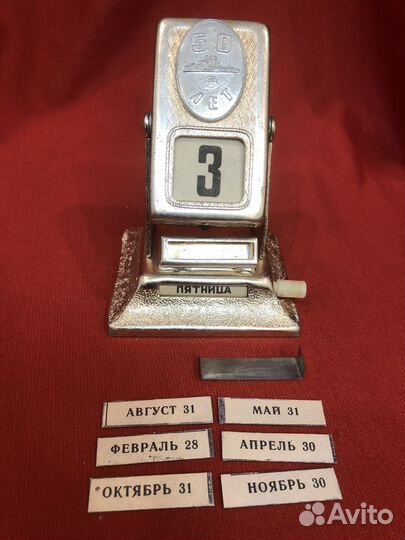 50
ЛЕТ
3
ПЯТНИЦА
АВГУСТ 31
МАЙ 31
ФЕВРАЛЬ 28
АПРЕЛЬ 30
ОКТЯБРЬ 31
НОЯБРЬ 30
Avito